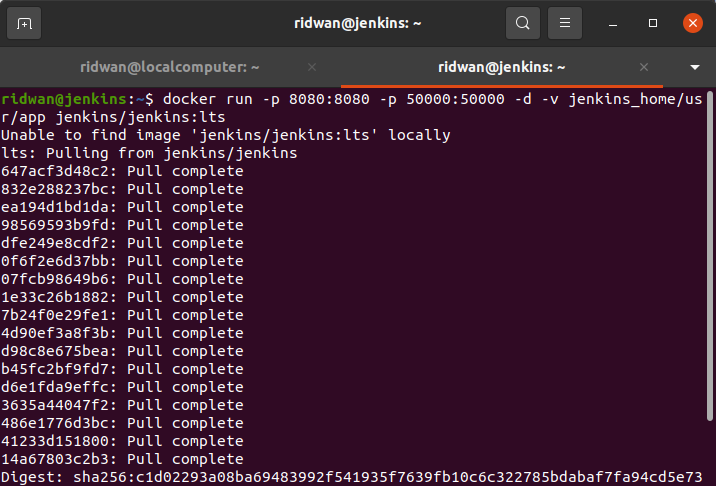 ridwan@jenkins: ~
ridwan@localcomputer: ~
ridwan@jenkins: ~
ridwan@jenkins:~$ docker run -p 8080:8080 -p 50000:50000 -d -v jenkins_home/us
r/app jenkins/jenkins:lts
Unable to find image 'jenkins/jenkins:lts' locally
lts: Pulling from jenkins/jenkins
647acf3d48c2: Pull complete
832e288237bc: Pull complete
ea194d1bd1da: Pull complete
98569593b9fd: Pull complete
dfe249e8cdf2: Pull complete
0f6f2e6d37bb: Pull complete
07fcb98649b6: Pull complete
1e33c26b1882: Pull complete
7b24f0e29fe1: Pull complete
4d90ef3a8f3b: Pull complete
d98c8e675bea: Pull complete
b45fc2bf9fd7: Pull complete
d6e1fda9effc: Pull complete
3635a44047f2: Pull complete
486e1776d3bc: Pull complete
41233d151800: Pull complete
14a67803c2b3: Pull complete
Digest: sha256:c1d02293a08ba69483992f541935f7639fb10c6c322785bdabaf7fa94cd5e73